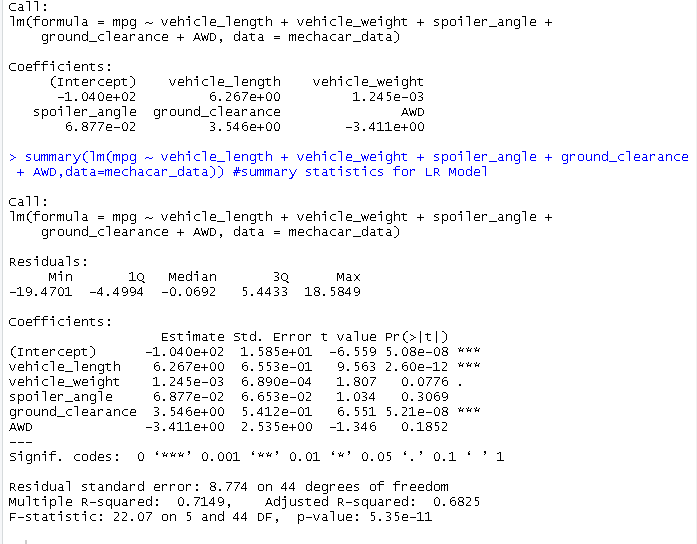 Call:
lm(formula = mpg ~ vehicle_length + vehicle_weight + spoiler_angle +
    ground_clearance + AWD, data = mechacar_data)

Coefficients:
     (Intercept)    vehicle_length    vehicle_weight
      -1.040e+02         6.267e+00         1.245e-03
   spoiler_angle  ground_clearance               AWD
       6.877e-02         3.546e+00        -3.411e+00

> summary(lm(mpg ~ vehicle_length + vehicle_weight + spoiler_angle + ground_clearance
 + AWD,data=mechacar_data)) #summary statistics for LR Model

Call:
lm(formula = mpg ~ vehicle_length + vehicle_weight + spoiler_angle +
    ground_clearance + AWD, data = mechacar_data)

Residuals:
     Min       1Q   Median       3Q      Max
-19.4701  -4.4994  -0.0692   5.4433  18.5849

Coefficients:
                   Estimate Std. Error t value Pr(>|t|)
(Intercept)      -1.040e+02  1.585e+01  -6.559 5.08e-08 ***
vehicle_length    6.267e+00  6.553e-01   9.563 2.60e-12 ***
vehicle_weight    1.245e-03  6.890e-04   1.807   0.0776 .
spoiler_angle     6.877e-02  6.653e-02   1.034   0.3069
ground_clearance  3.546e+00  5.412e-01   6.551 5.21e-08 ***
AWD              -3.411e+00  2.535e+00  -1.346   0.1852
---
Signif. codes:  0 ‘***’ 0.001 ‘**’ 0.01 ‘*’ 0.05 ‘.’ 0.1 ‘ ’ 1

Residual standard error: 8.774 on 44 degrees of freedom
Multiple R-squared:  0.7149,    Adjusted R-squared:  0.6825
F-statistic: 22.07 on 5 and 44 DF,  p-value: 5.35e-11